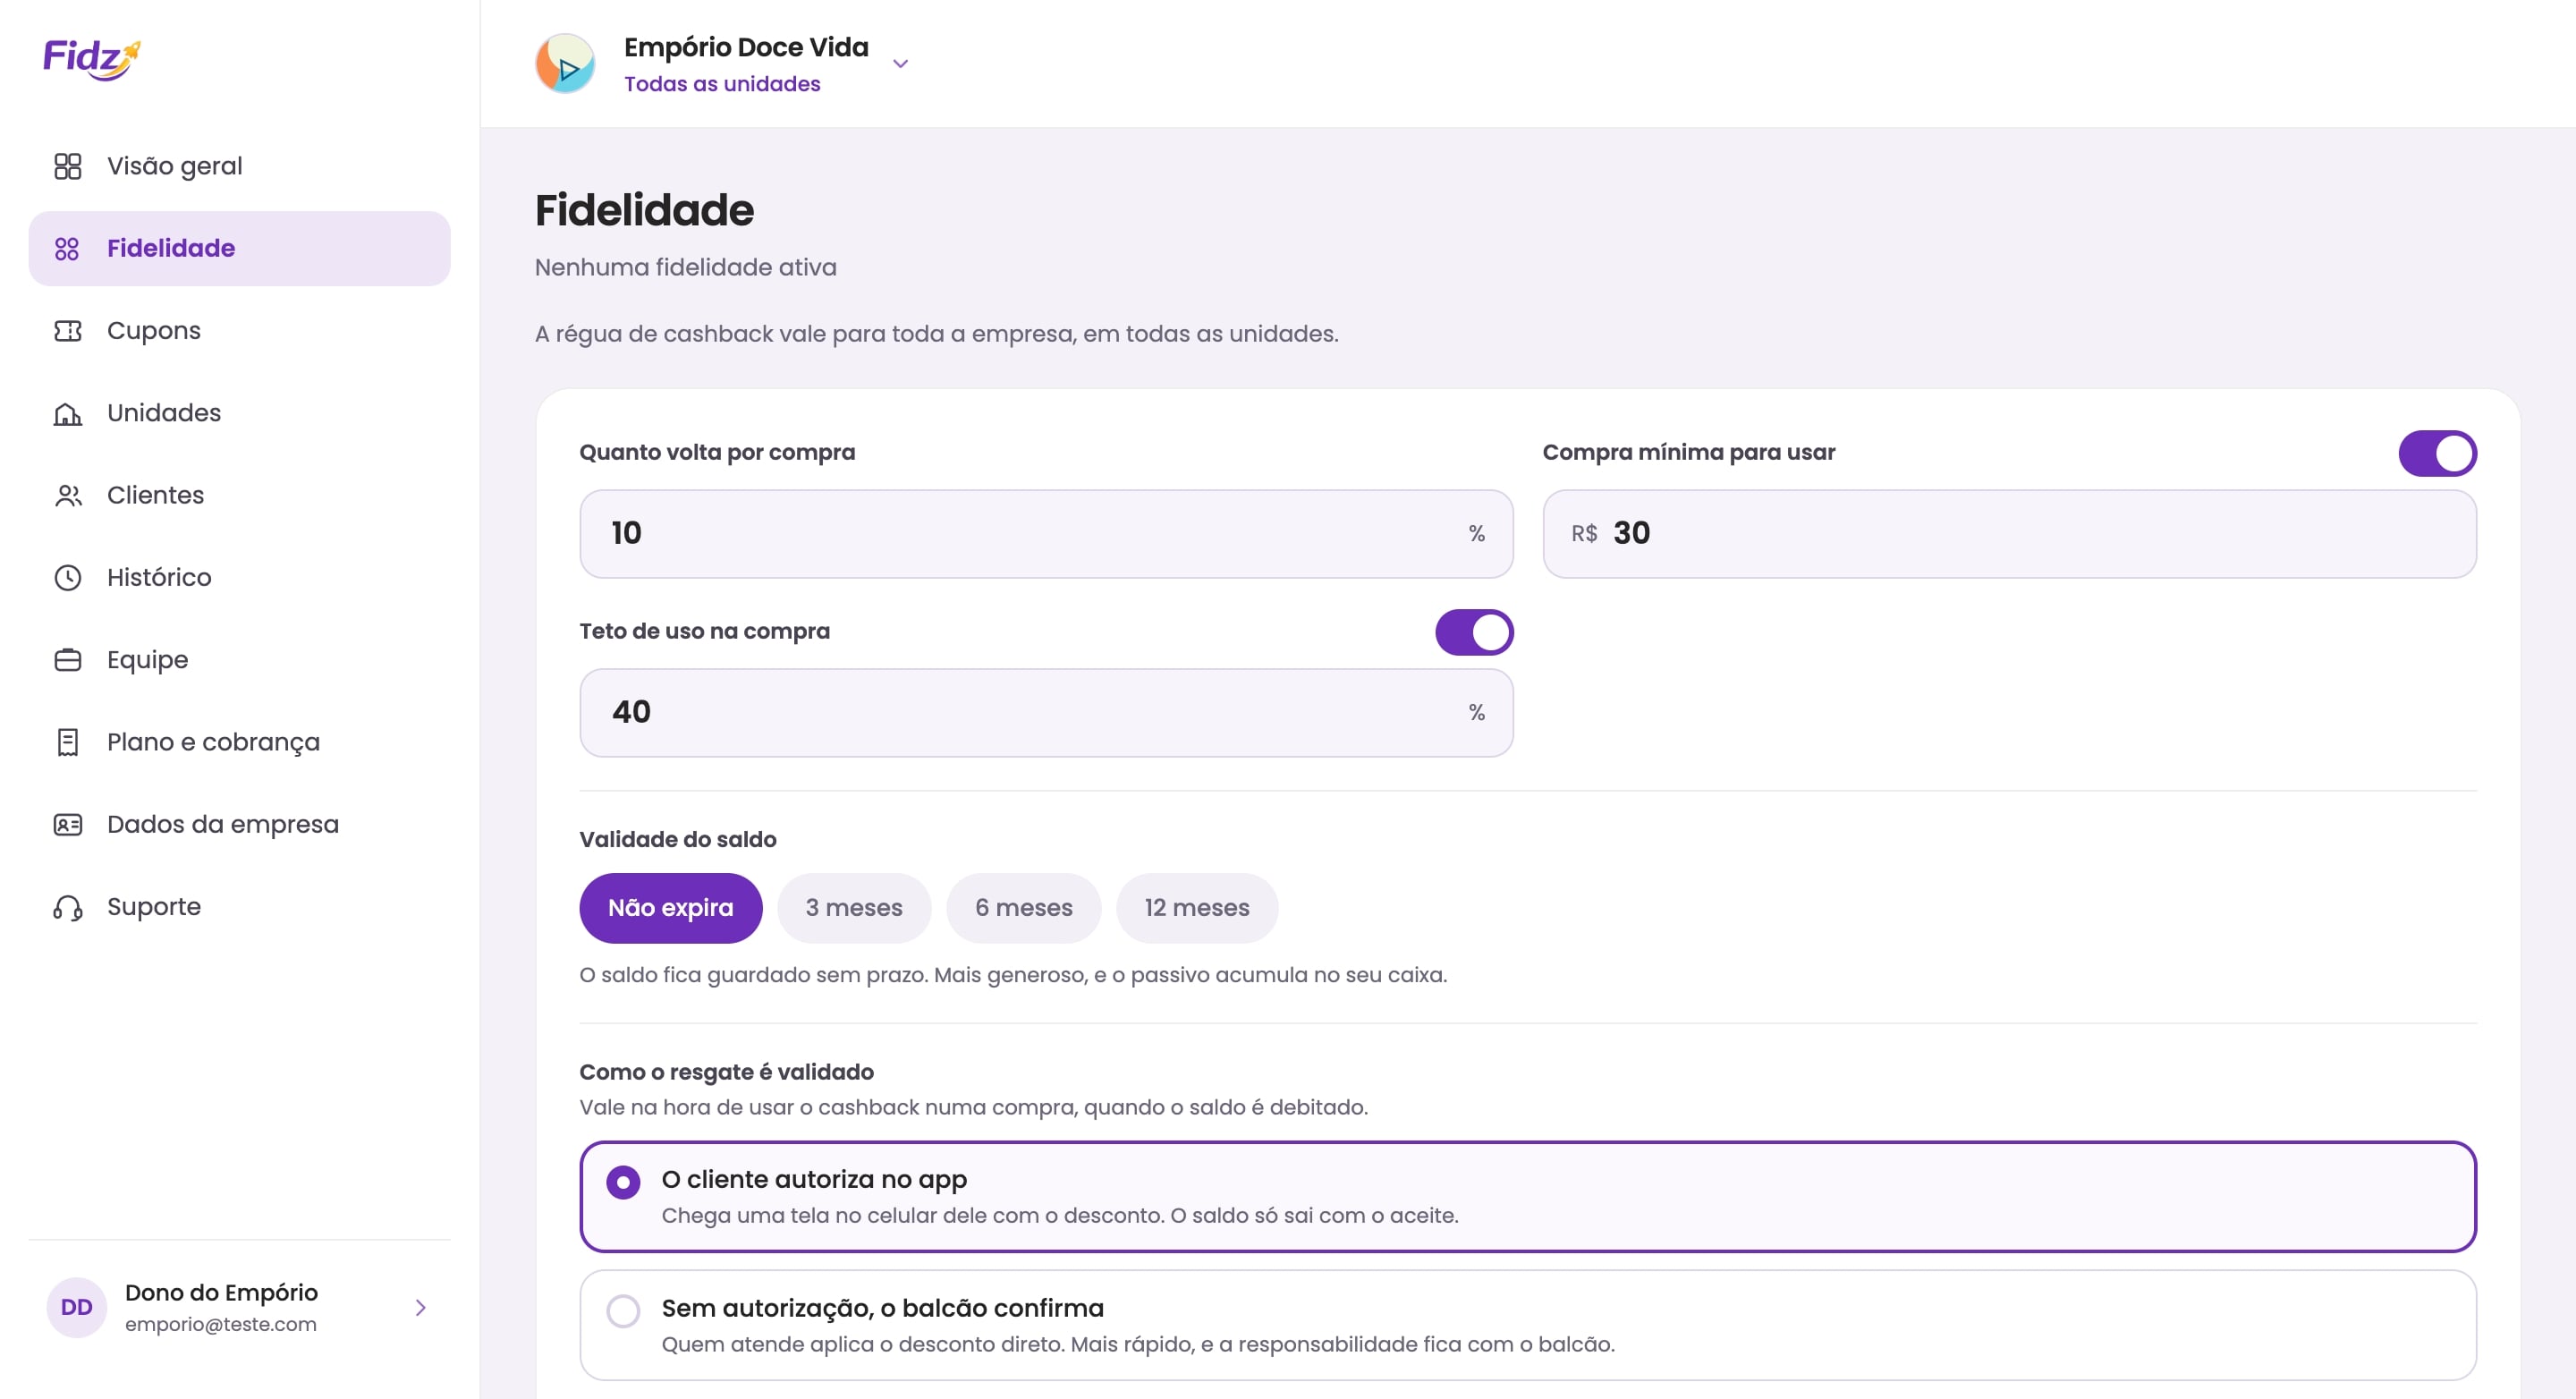 Fidz
Visão geral
Fidelidade
Cupons
Unidades
Clientes
Histórico
Equipe
Plano e cobrança
Dados da empresa
Suporte
DD
Dono do Empório
emporio@teste.com
Empório Doce Vida
Todas as unidades
Fidelidade
Nenhuma fidelidade ativa
A régua de cashback vale para toda a empresa, em todas as unidades.
Quanto volta por compra
10 %
Compra mínima para usar
R$ 30
Teto de uso na compra
40 %
Validade do saldo
Não expira 3 meses 6 meses 12 meses
O saldo fica guardado sem prazo. Mais generoso, e o passivo acumula no seu caixa.
Como o resgate é validado
Vale na hora de usar o cashback numa compra, quando o saldo é debitado.
O cliente autoriza no app
Chega uma tela no celular dele com o desconto. O saldo só sai com o aceite.
Sem autorização, o balcão confirma
Quem atende aplica o desconto direto. Mais rápido, e a responsabilidade fica com o balcão.